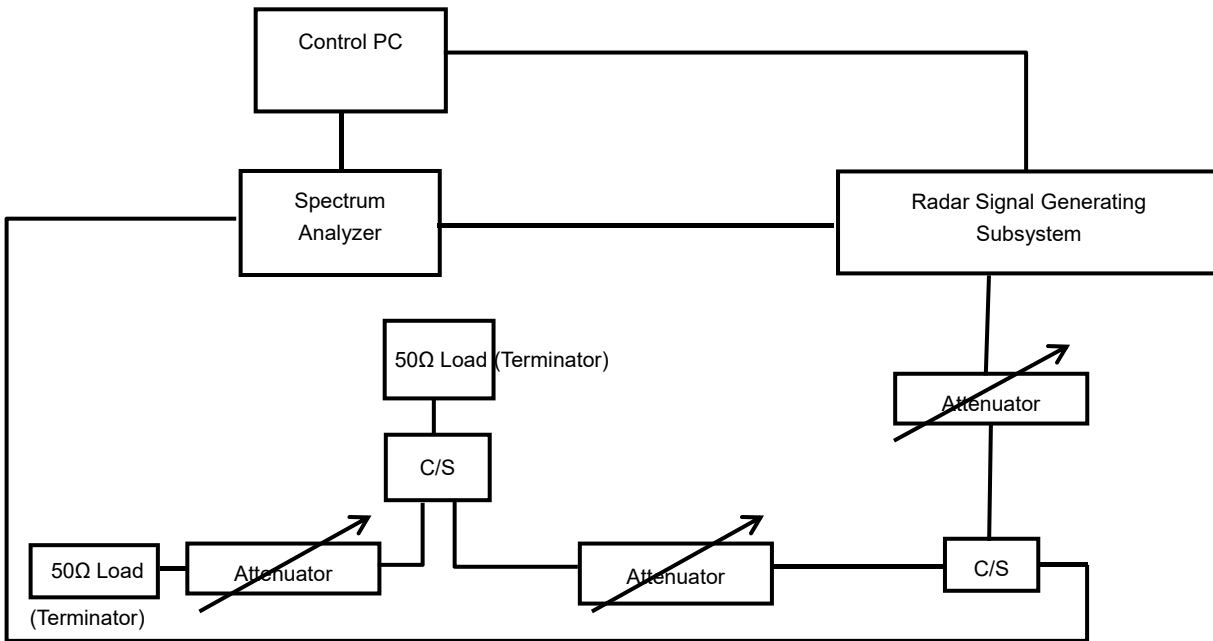 Control PC
Spectrum
Analyzer
Radar Signal Generating
Subsystem
50Ω Load (Terminator)
Attenuator
C/S
50Ω Load
(Terminator)
Attenuator
Attenuator
C/S